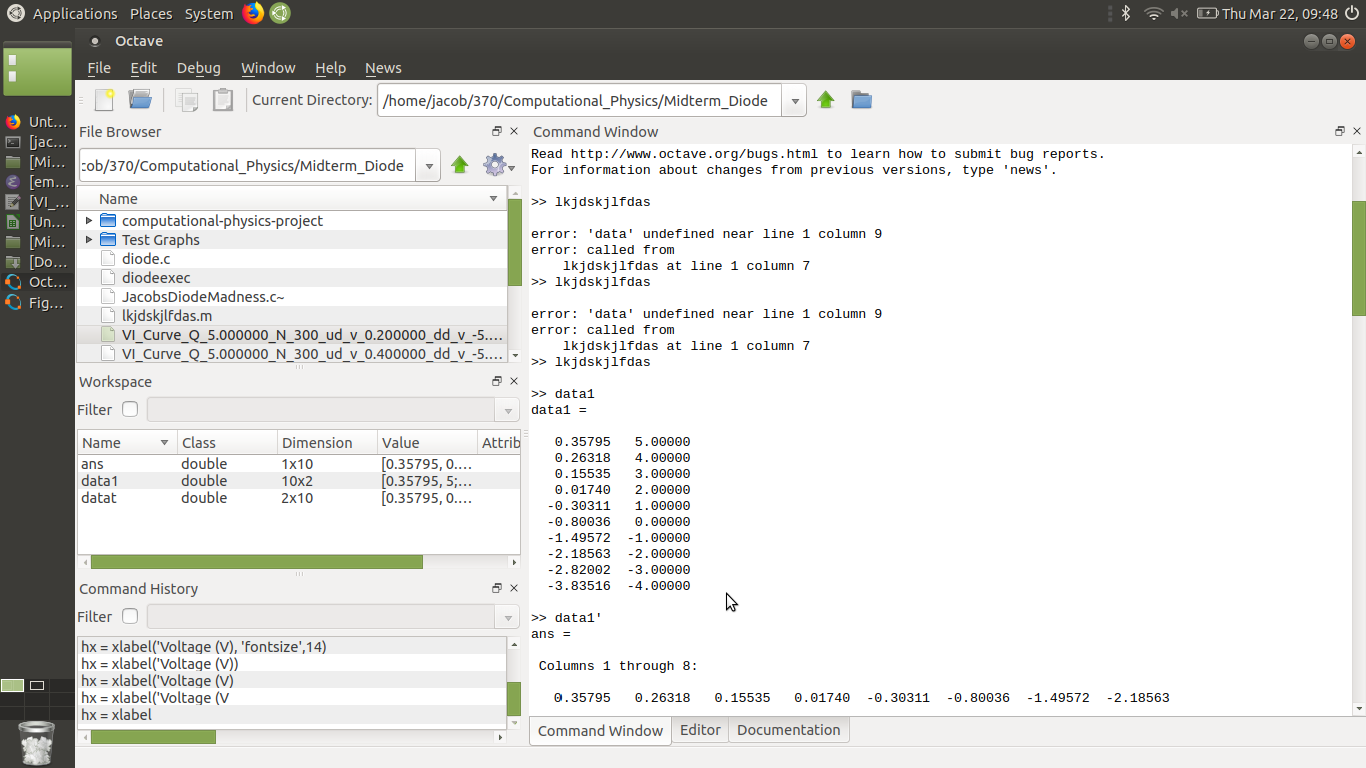 Applications Places System Thu Mar 22, 09:48
Octave
File Edit Debug Window Help News
Current Directory: /home/jacob/370/Computational_Physics/Midterm_Diode
Unt...
[jac...
[Mi...
[em...
[VI_...
[Un...
[Mi...
[Do...
Oct...
Fig...
File Browser
:ob/370/Computational_Physics/Midterm_Diode
Name
computational-physics-project
Test Graphs
diode.c
diodeexec
JacobsDiodeMadness.c~
lkjdskjlfdas.m
VI_Curve_Q_5.000000_N_300_ud_v_0.200000_dd_v_-5....
VI_Curve_Q_5.000000_N_300_ud_v_0.400000_dd_v_-5....
Workspace
Filter
Name Class Dimension Value Attrib
ans double 1x10 [0.35795, 0....
data1 double 10x2 [0.35795, 5;...
datat double 2x10 [0.35795, 0....
Command History
Filter
hx = xlabel('Voltage (V), 'fontsize',14)
hx = xlabel('Voltage (V))
hx = xlabel('Voltage (V)
hx = xlabel('Voltage (V
hx = xlabel
Command Window
Read http://www.octave.org/bugs.html to learn how to submit bug reports.
For information about changes from previous versions, type 'news'.
>> lkjdskjlfdas
error: 'data' undefined near line 1 column 9
error: called from
lkjdskjlfdas at line 1 column 7
>> lkjdskjlfdas
error: 'data' undefined near line 1 column 9
error: called from
lkjdskjlfdas at line 1 column 7
>> lkjdskjlfdas
>> data1
data1 =
0.35795 5.00000
0.26318 4.00000
0.15535 3.00000
0.01740 2.00000
-0.30311 1.00000
-0.80036 0.00000
-1.49572 -1.00000
-2.18563 -2.00000
-2.82002 -3.00000
-3.83516 -4.00000
>> data1'
ans =
Columns 1 through 8:
0.35795 0.26318 0.15535 0.01740 -0.30311 -0.80036 -1.49572 -2.18563
Command Window Editor Documentation